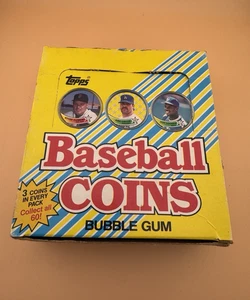 Topps
Baseball
COINS
3 COINS
IN EVERY
PACK
Collect all
60!
BUBBLE GUM